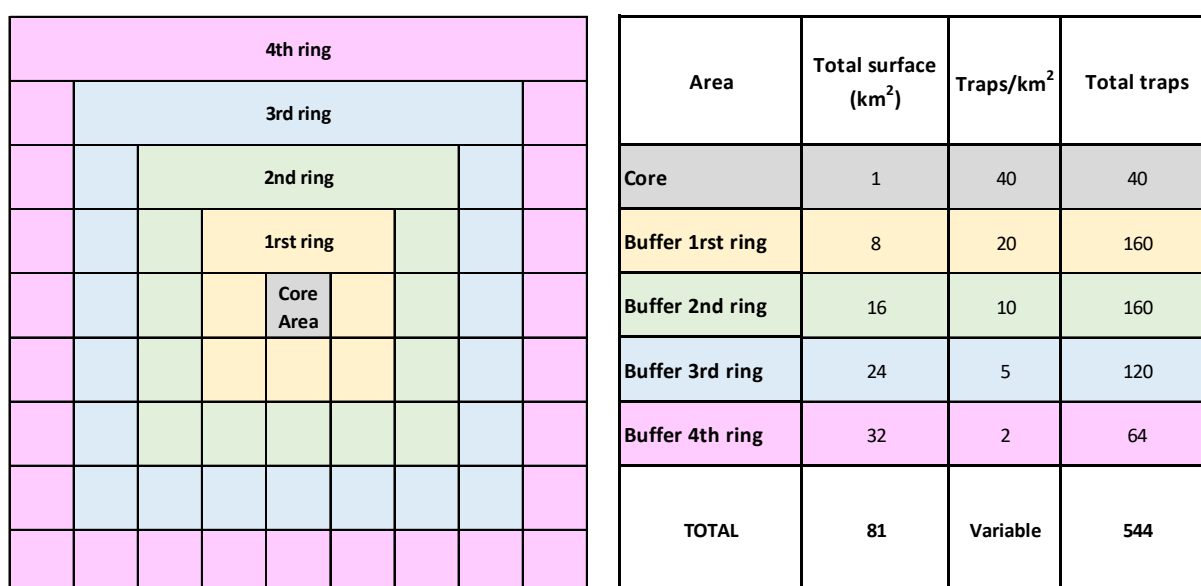 4th ring
3rd ring
2nd ring
1rst ring
Core
Area
Area Total surface (km²) Traps/km² Total traps
Core 1 40 40
Buffer 1rst ring 8 20 160
Buffer 2nd ring 16 10 160
Buffer 3rd ring 24 5 120
Buffer 4th ring 32 2 64
TOTAL 81 Variable 544